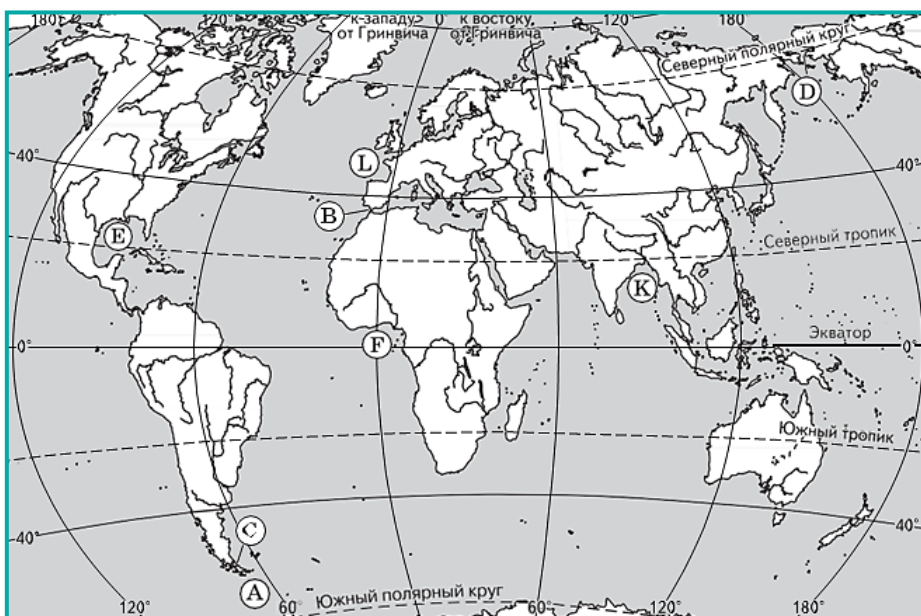 180°
120°
к западу
от Гринвича
0°
к востоку
от Гринвича
120°
180°
Северный полярный круг
D
40°
L
40°
B
E
Северный тропик
K
Экватор
0°
F
0°
Южный тропик
C
40°
40°
A
Южный полярный круг
120°
60°
60°
120°
180°